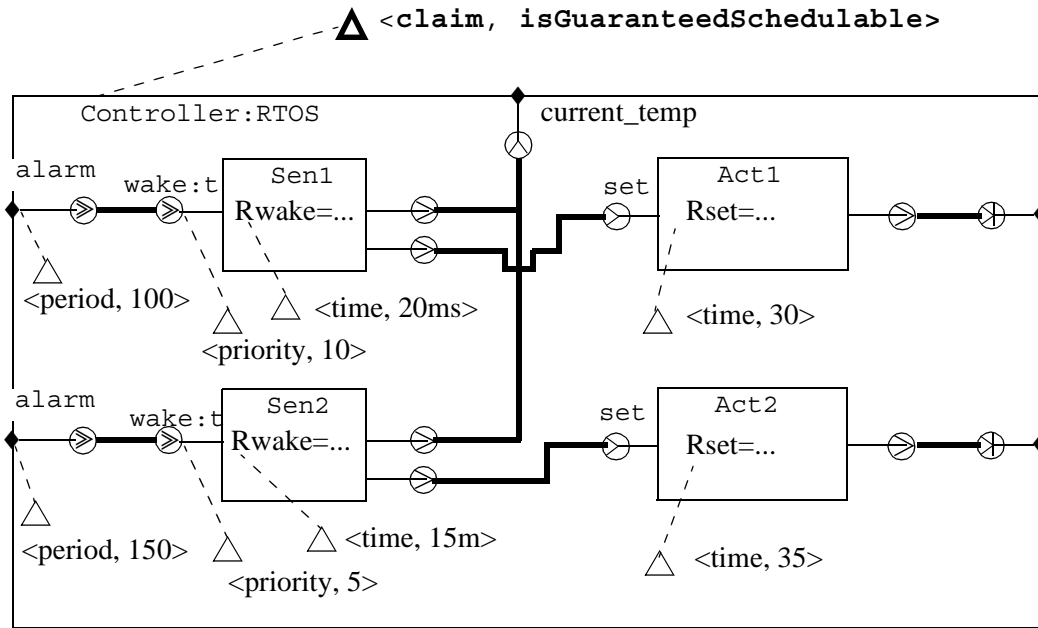 <claim, isGuaranteedSchedulable>
Controller:RTOS
current_temp
alarm
wake:t
Sen1
Rwake=...
set
Act1
Rset=...
<period, 100>
<time, 20ms>
<time, 30>
<priority, 10>
alarm
wake:t
Sen2
Rwake=...
set
Act2
Rset=...
<period, 150>
<time, 15m>
<time, 35>
<priority, 5>